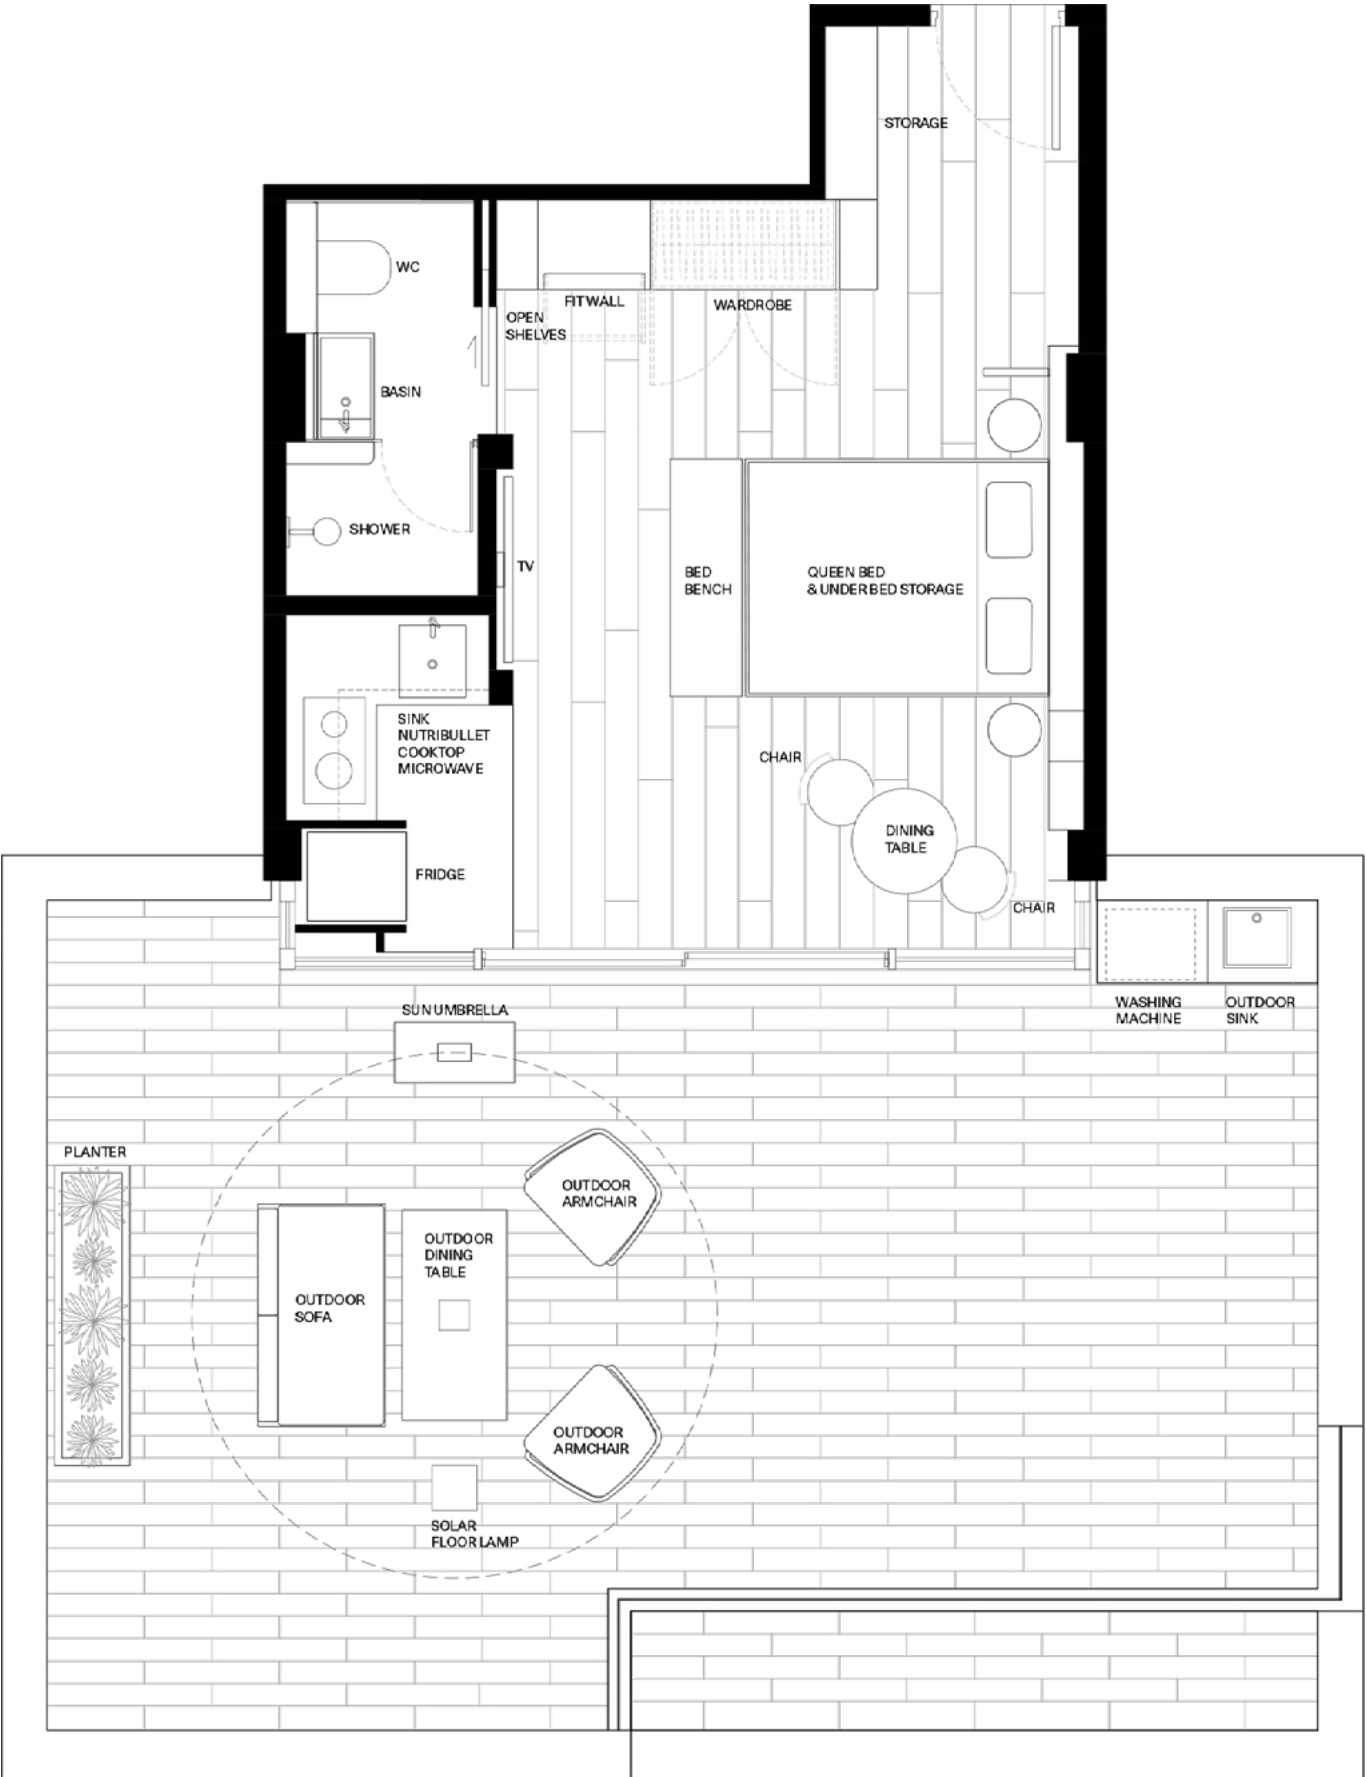 STORAGE
WC
FITWALL
WARDROBE
OPEN
SHELVES
BASIN
SHOWER
TV
BED
BENCH
QUEEN BED
& UNDER BED STORAGE
SINK
NUTRIBULLET
COOKTOP
MICROWAVE
CHAIR
DINING
TABLE
FRIDGE
CHAIR
WASHING
MACHINE
OUTDOOR
SINK
SUN UMBRELLA
PLANTER
OUTDOOR
ARMCHAIR
OUTDOOR
DINING
TABLE
OUTDOOR
SOFA
OUTDOOR
ARMCHAIR
SOLAR
FLOOR LAMP